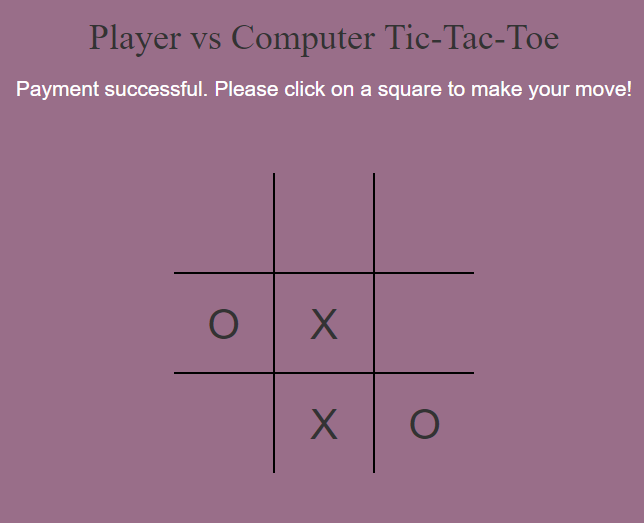 Player vs Computer Tic-Tac-Toe
Payment successful. Please click on a square to make your move!
O X
X O